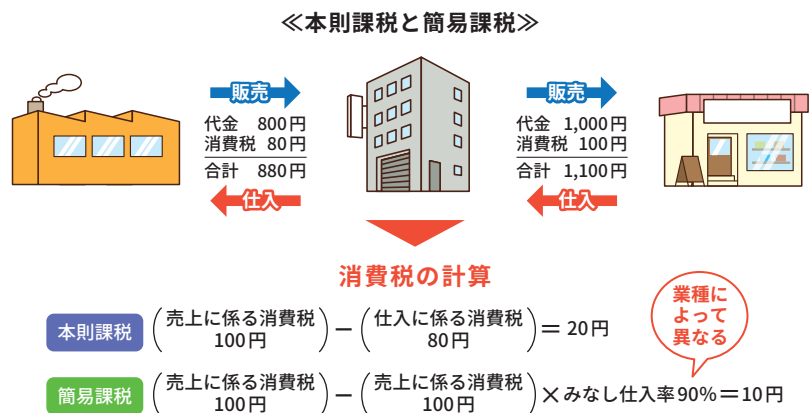 ≪本則課税と簡易課税≫
販売
代金 800円
消費税 80円
合計 880円
仕入
販売
代金 1,000円
消費税 100円
合計 1,100円
仕入
消費税の計算
業種に
よって
異なる
本則課税 (売上に係る消費税 100円) − (仕入に係る消費税 80円) = 20円
簡易課税 (売上に係る消費税 100円) − (売上に係る消費税 100円) × みなし仕入率90%=10円